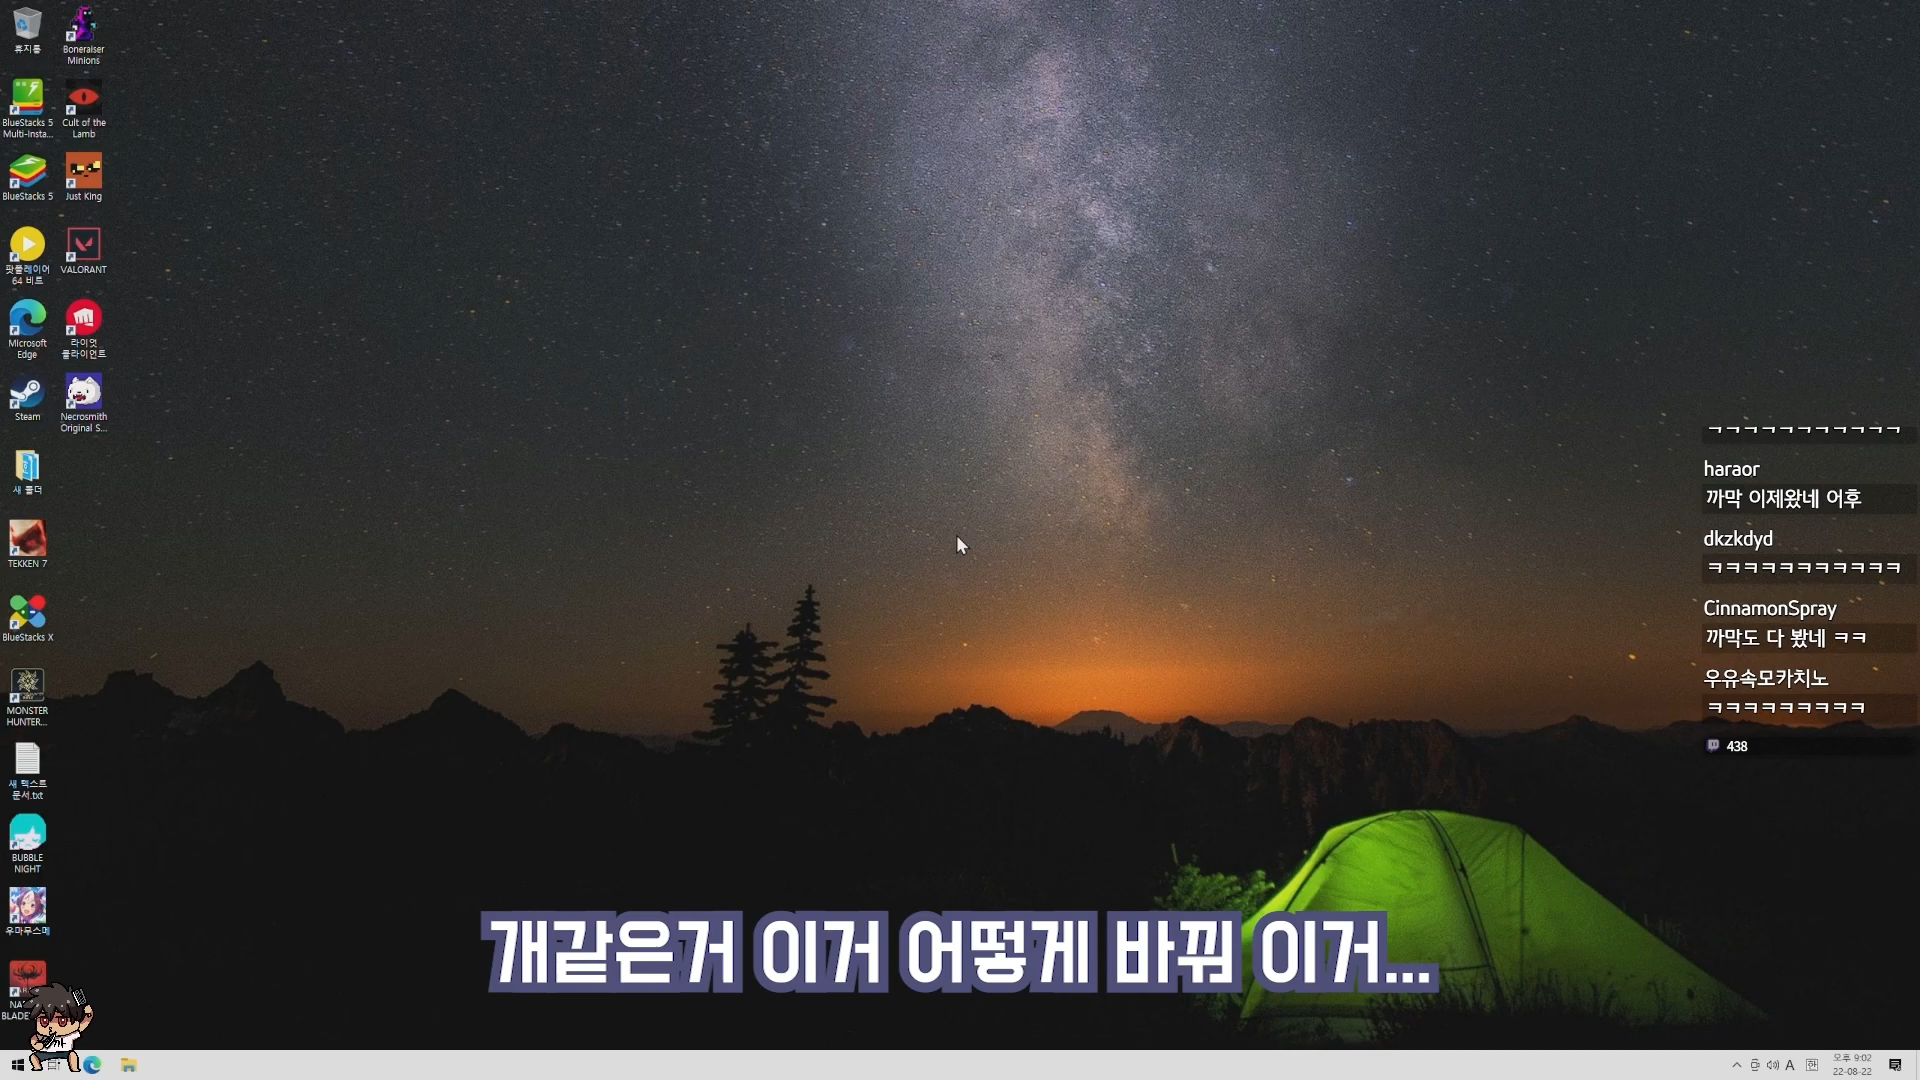 휴지통
Boneraiser
Minions
BlueStacks 5
Multi-Insta...
Cult of the
Lamb
BlueStacks 5
Just King
팟플레이어
64 비트
VALORANT
Microsoft
Edge
라이엇
클라이언트
Steam
Necrosmith
Original S...
새 폴더
TEKKEN 7
BlueStacks X
MONSTER
HUNTER...
새 텍스트
문서.txt
BUBBLE
NIGHT
우마무스메
BLADE
ㅋㅋㅋㅋㅋㅋㅋㅋㅋㅋㅋ
haraor
까막 이제왔네 어후
dkzkdyd
ㅋㅋㅋㅋㅋㅋㅋㅋㅋㅋㅋ
CinnamonSpray
까막도 다 봤네 ㅋㅋ
우유속모카치노
ㅋㅋㅋㅋㅋㅋㅋㅋㅋ
438
개같은거 이거 어떻게 바꿔 이거...
까
A
한
오후 9:02
22-08-22